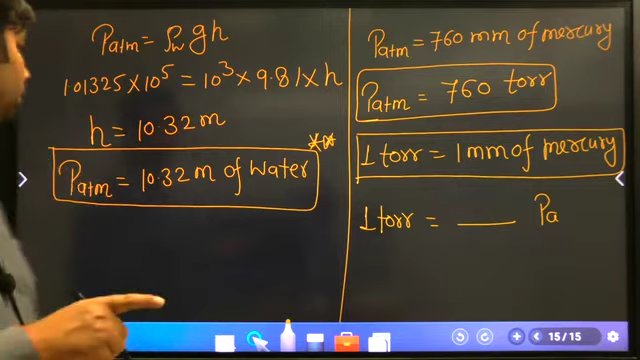 Patm = ρw gh
101325 × 10⁵ = 10³ × 9.81 × h
h = 10.32 m
Patm = 10.32 m of water
Patm = 760 mm of mercury
Patm = 760 torr
1 torr = 1 mm of mercury
1 torr = ____ Pa
15/15